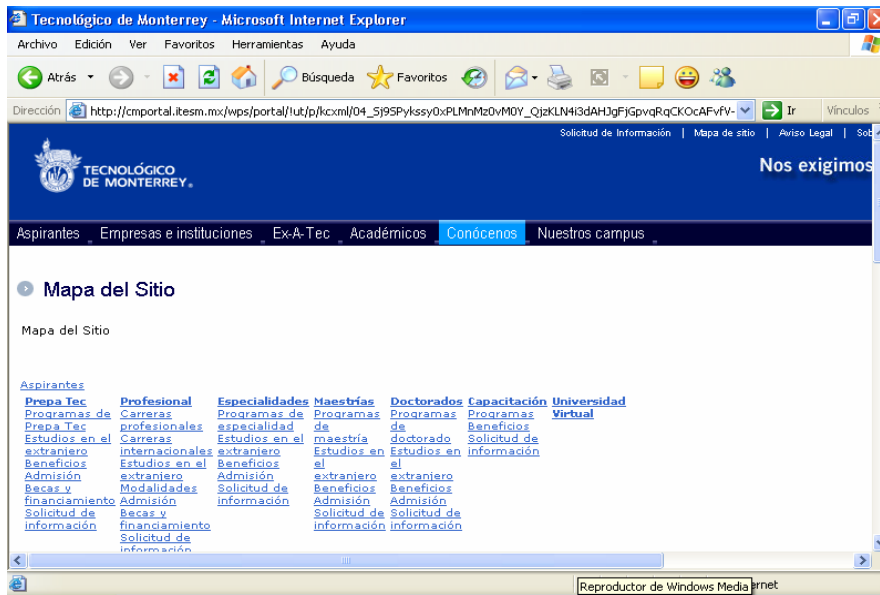 Tecnológico de Monterrey - Microsoft Internet Explorer
Archivo Edición Ver Favoritos Herramientas Ayuda
Atrás Búsqueda Favoritos
Dirección http://cmportal.itesm.mx/wps/portal/!ut/p/kcxml/04_Sj9SPykssy0xPLMnMz0vM0Y_QjzKLN4i3dAHJgFjGpvqRqCKOcAFvfV- Ir Vínculos
Solicitud de Información | Mapa de sitio | Aviso Legal | Sob
TECNOLÓGICO
DE MONTERREY.
Nos exigimos
Aspirantes Empresas e instituciones Ex-A-Tec Académicos Conócenos Nuestros campus
Mapa del Sitio
Mapa del Sitio
Aspirantes
Prepa Tec
Programas de
Prepa Tec
Estudios en el
extranjero
Beneficios
Admisión
Becas y
financiamiento
Solicitud de
información
Profesional
Carreras
profesionales
Carreras
internacionales
Estudios en el
extranjero
Modalidades
Admisión
Becas y
financiamiento
Solicitud de
información
Especialidades
Programas de
especialidad
Estudios en el
extranjero
Beneficios
Admisión
Solicitud de
información
Maestrías
Programas
de
maestría
Estudios en
el
extranjero
Beneficios
Admisión
Solicitud de
información
Doctorados
Programas
de
doctorado
Estudios en
el
extranjero
Beneficios
Admisión
Solicitud de
información
Capacitación
Programas
Beneficios
Solicitud de
información
Universidad
Virtual
Reproductor de Windows Media ernet